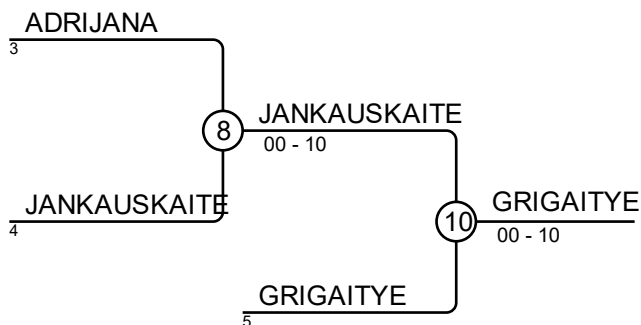 ADRIJANA
3
8
JANKAUSKAITE
00 - 10
JANKAUSKAITE
4
10
GRIGAITYE
00 - 10
GRIGAITYE
5